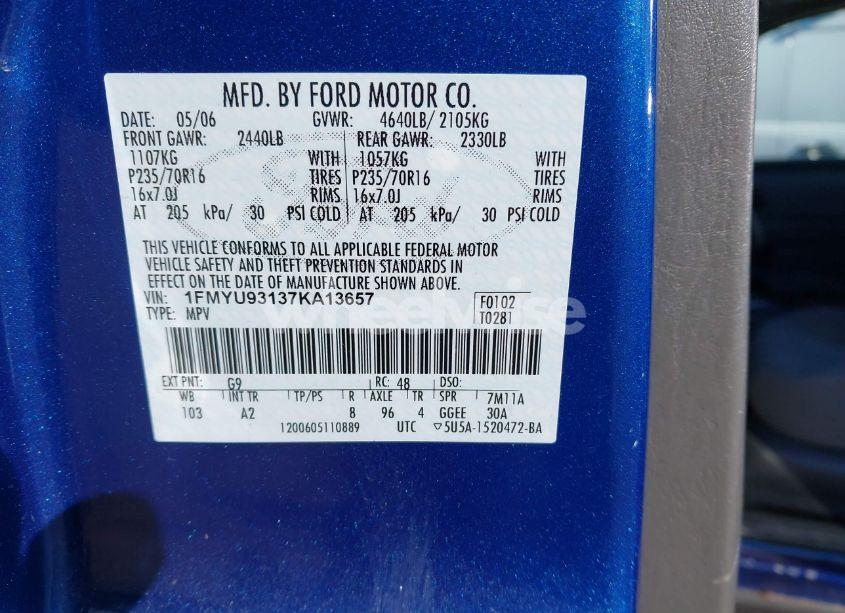 MFD. BY FORD MOTOR CO.
DATE: 05/06 GVWR: 4640LB/ 2105KG
FRONT GAWR: 2440LB REAR GAWR: 2330LB
1107KG WITH 1057KG WITH
P235/70R16 TIRES P235/70R16 TIRES
16x7.0J RIMS 16x7.0J RIMS
AT 205 kPa/ 30 PSI COLD AT 205 kPa/ 30 PSI COLD
THIS VEHICLE CONFORMS TO ALL APPLICABLE FEDERAL MOTOR
VEHICLE SAFETY AND THEFT PREVENTION STANDARDS IN
EFFECT ON THE DATE OF MANUFACTURE SHOWN ABOVE.
VIN: 1FMYU93137KA13657 F0102
TYPE: MPV T0281
EXT PNT: G9 RC: 48 DSO:
WB INT TR TP/PS R AXLE TR SPR 7M11A
103 A2 8 96 4 GGEE 30A
1200605110889 UTC ▽5U5A-1520472-BA